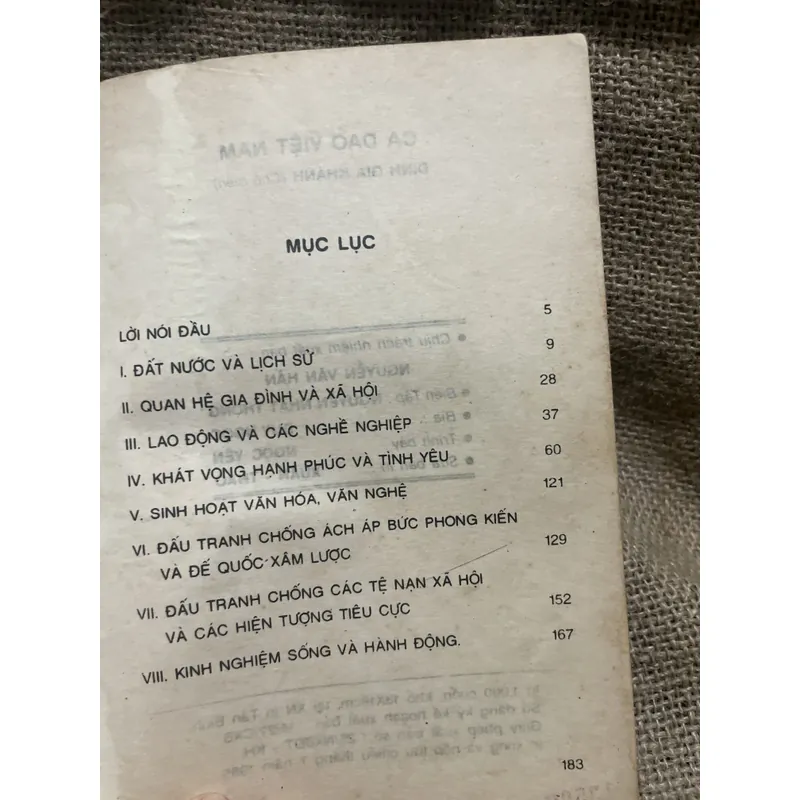 MỤC LỤC
LỜI NÓI ĐẦU 5
I. ĐẤT NƯỚC VÀ LỊCH SỬ 9
II. QUAN HỆ GIA ĐÌNH VÀ XÃ HỘI 28
III. LAO ĐỘNG VÀ CÁC NGHỀ NGHIỆP 37
IV. KHÁT VỌNG HẠNH PHÚC VÀ TÌNH YÊU 60
V. SINH HOẠT VĂN HÓA, VĂN NGHỆ 121
VI. ĐẤU TRANH CHỐNG ÁCH ÁP BỨC PHONG KIẾN
VÀ ĐẾ QUỐC XÂM LƯỢC 129
VII. ĐẤU TRANH CHỐNG CÁC TỆ NẠN XÃ HỘI
VÀ CÁC HIỆN TƯỢNG TIÊU CỰC 152
VIII. KINH NGHIỆM SỐNG VÀ HÀNH ĐỘNG. 167
183